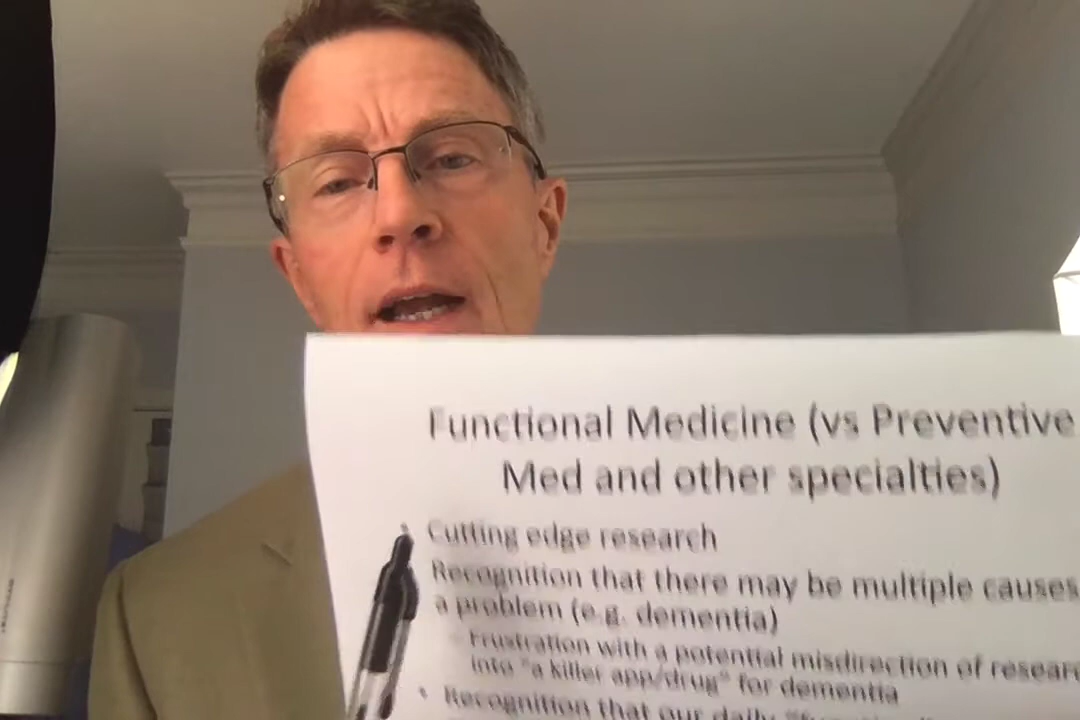 Functional Medicine (vs Preventive
Med and other specialties)
Cutting edge research
Recognition that there may be multiple causes
a problem (e.g. dementia)
- Frustration with a potential misdirection of resear
into "a killer app/drug" for dementia
• Recognition that our daily